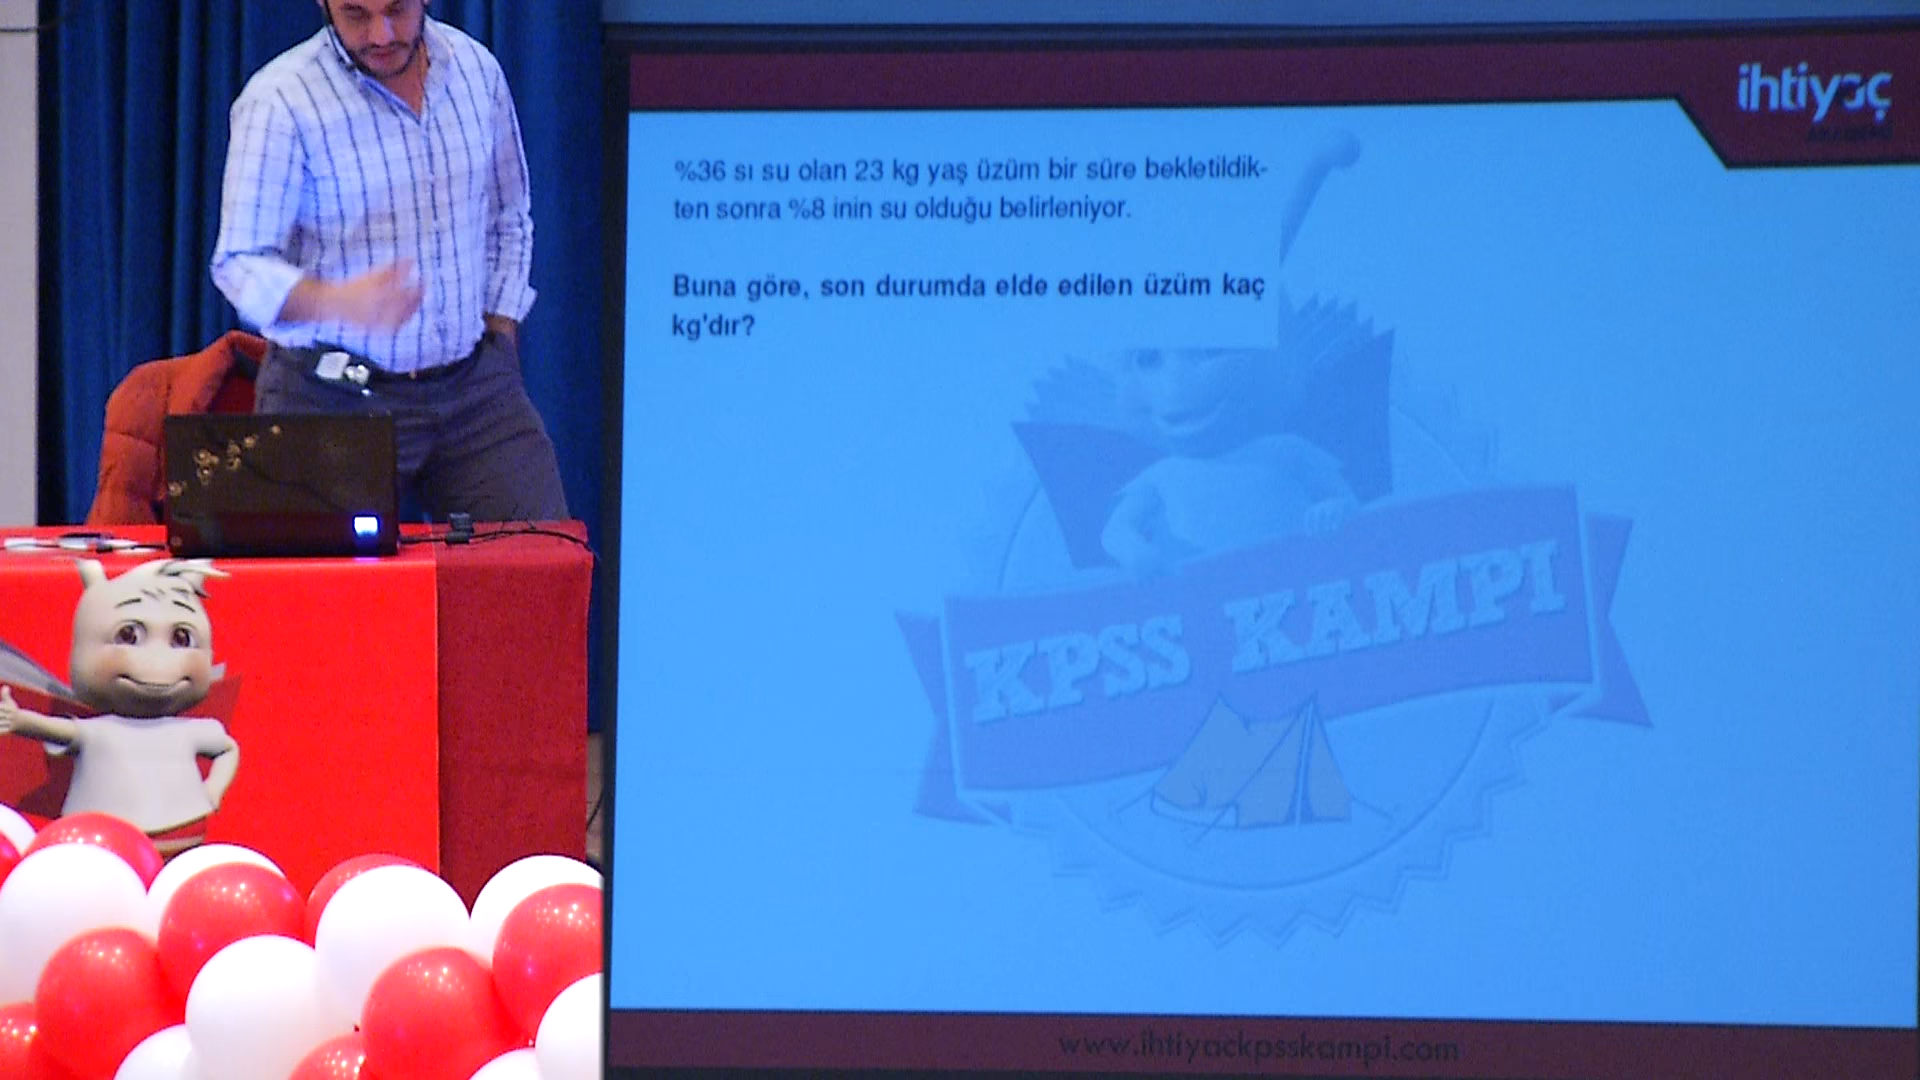 ihtiyaç
%36 sı su olan 23 kg yaş üzüm bir süre bekletildik-
ten sonra %8 inin su olduğu belirleniyor.
Buna göre, son durumda elde edilen üzüm kaç
kg'dır?
KPSS KAMPI
www.ihtiyackpsskampi.com